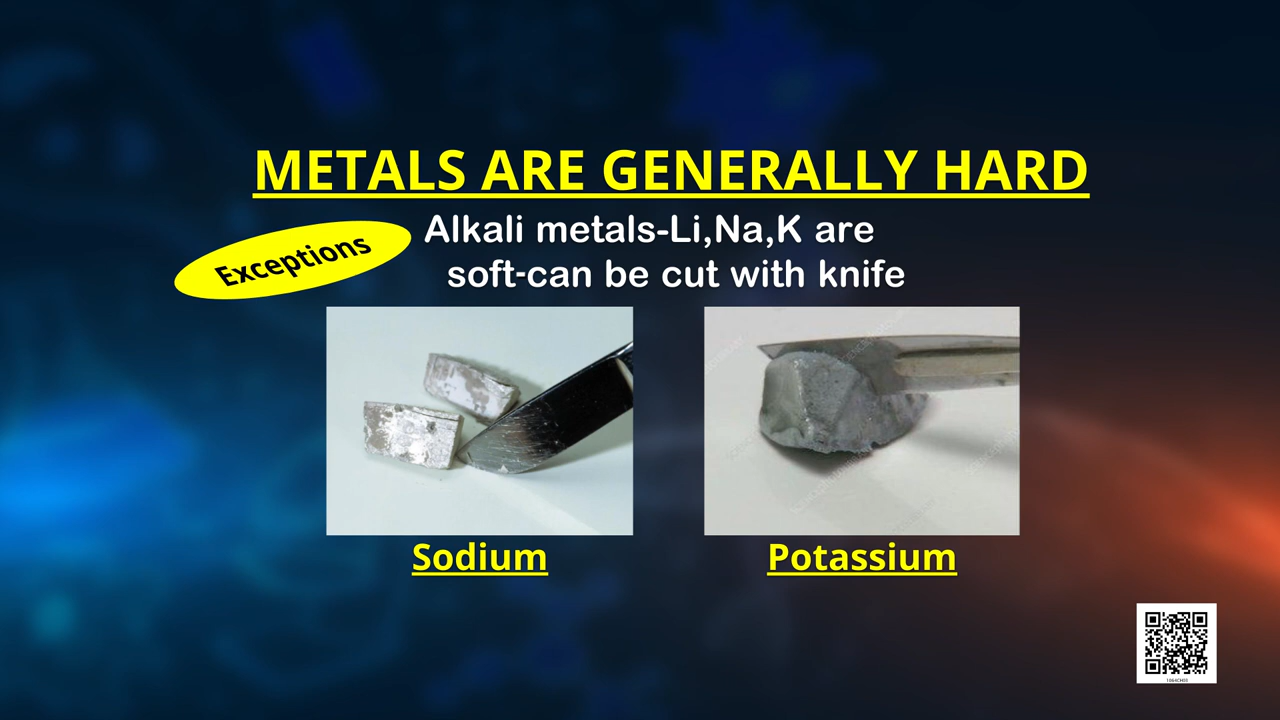 METALS ARE GENERALLY HARD
Exceptions
Alkali metals-Li,Na,K are
soft-can be cut with knife
Sodium
Potassium